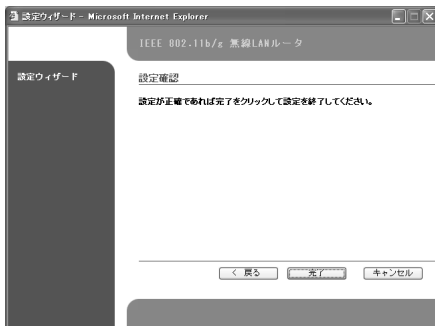 設定ウィザード - Microsoft Internet Explorer
IEEE 802.11b/g 無線LANルータ
設定ウィザード
設定確認
設定が正確であれば完了をクリックして設定を終了してください。
< 戻る
完了
キャンセル